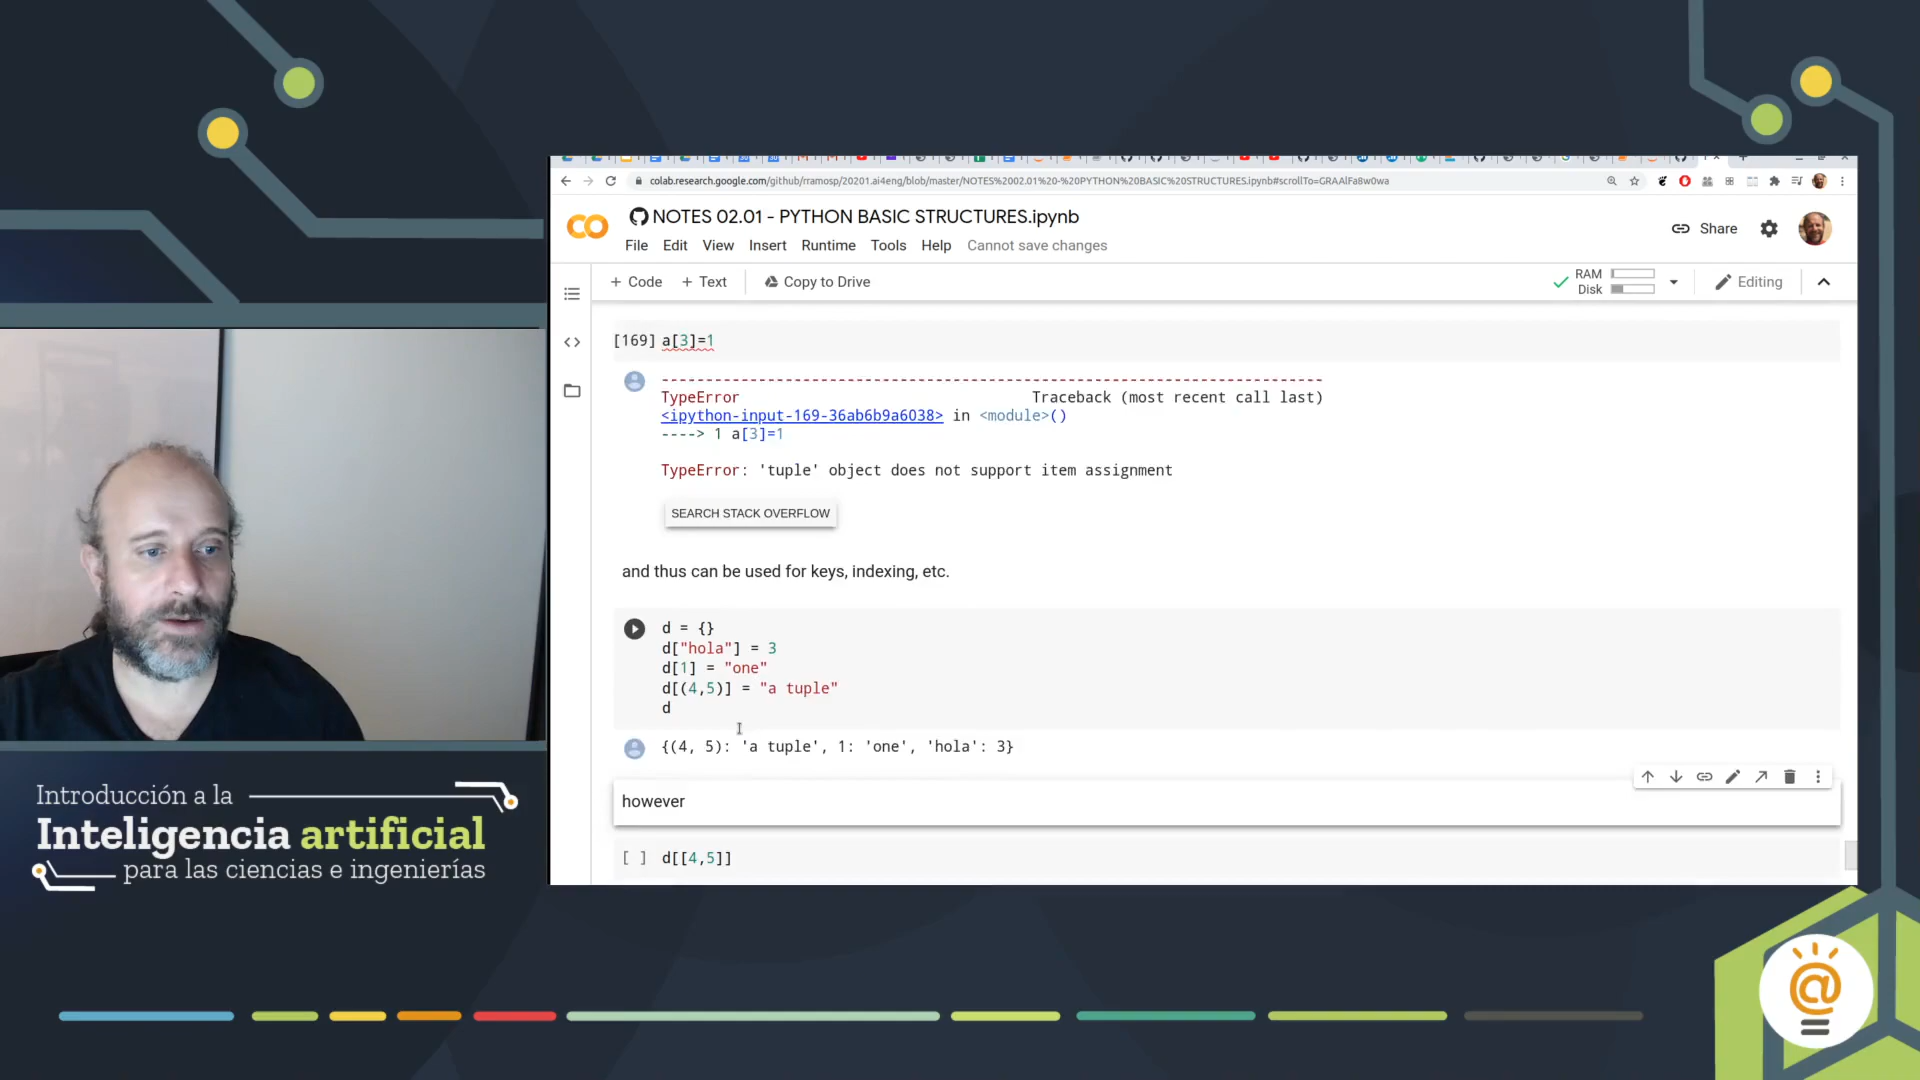 colab.research.google.com/github/rramosp/20201.ai4eng/blob/master/NOTES%2002.01%20-%20PYTHON%20BASIC%20STRUCTURES.ipynb#scrollTo=GRAAlFa8w0wa
NOTES 02.01 - PYTHON BASIC STRUCTURES.ipynb
File Edit View Insert Runtime Tools Help Cannot save changes
Share
+ Code + Text Copy to Drive
RAM
Disk
Editing
[169] a[3]=1
---------------------------------------------------------------------------
TypeError Traceback (most recent call last)
<ipython-input-169-36ab6b9a6038> in <module>()
----> 1 a[3]=1
TypeError: 'tuple' object does not support item assignment
SEARCH STACK OVERFLOW
and thus can be used for keys, indexing, etc.
d = {}
d["hola"] = 3
d[1] = "one"
d[(4,5)] = "a tuple"
d
{(4, 5): 'a tuple', 1: 'one', 'hola': 3}
however
[ ] d[[4,5]]
Introducción a la
Inteligencia artificial
para las ciencias e ingenierías
@